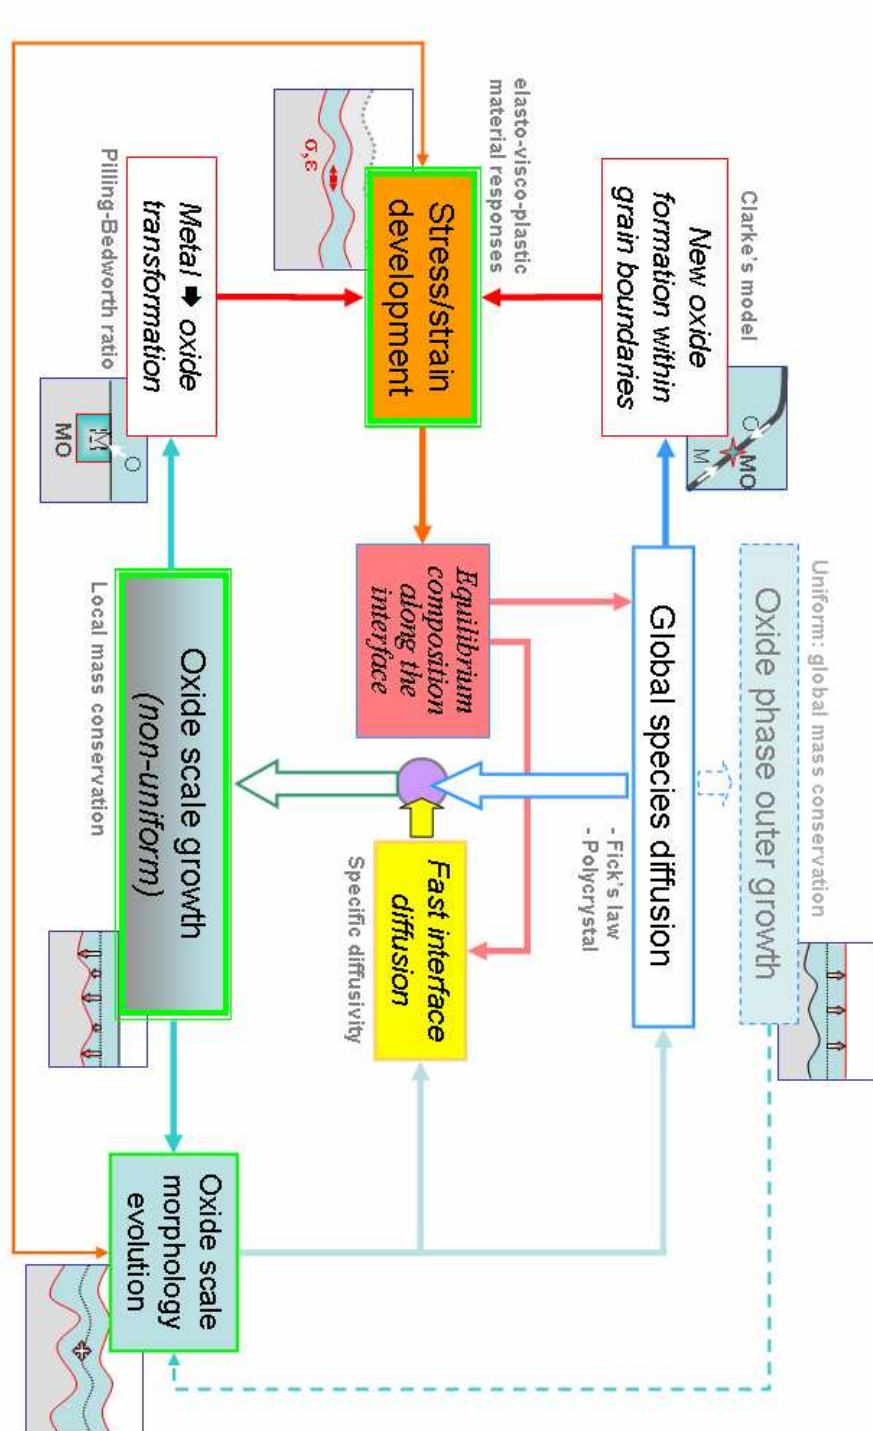 Uniform: global mass conservation
Oxide phase outer growth
Clarke's model
New oxide
formation within
grain boundaries
O
MO
M
Global species diffusion
- Fick's law
- Polycrystal
elasto-visco-plastic
material responses
Stress/strain
development
σ,ε
Equilibrium
composition
along the
interface
Fast interface
diffusion
Specific diffusivity
Metal ➡ oxide
transformation
Pilling-Bedworth ratio
O
M
MO
Oxide scale growth
(non-uniform)
Local mass conservation
Oxide scale
morphology
evolution